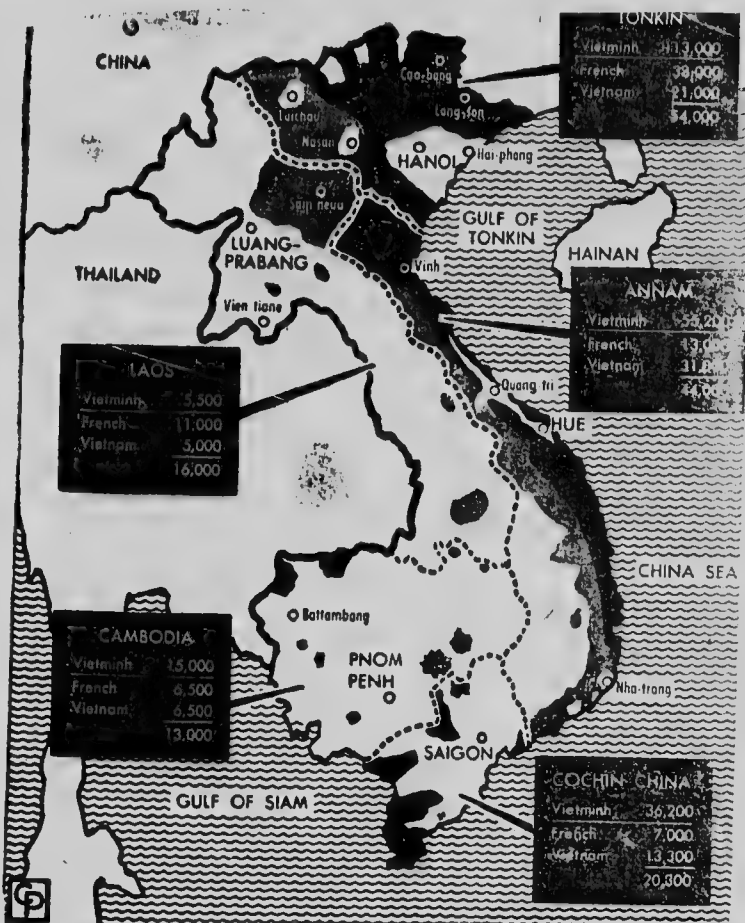 CHINA
TONKIN
Vietminh 113,000
French
Vietnam 21,000
54,000
Cao-bang
Laichau
Lang-son
Nasan
HANOI
Hai-phong
Sam neua
GULF OF
TONKIN
HAINAN
LUANG-
PRABANG
THAILAND
Vinh
Vien tiane
ANNAM
Vietminh
French
Vietnam
LAOS
Vietminh 5,500
French 11,000
Vietnam 5,000
16,000
Quang tri
HUE
CHINA SEA
Battambang
CAMBODIA
Vietminh 15,000
French 6,500
Vietnam 6,500
13,000
PNOM
PENH
Nha-trang
SAIGON
GULF OF SIAM
COCHIN CHINA
Vietminh 36,200
French 7,000
Vietnam 13,300
20,300
CP